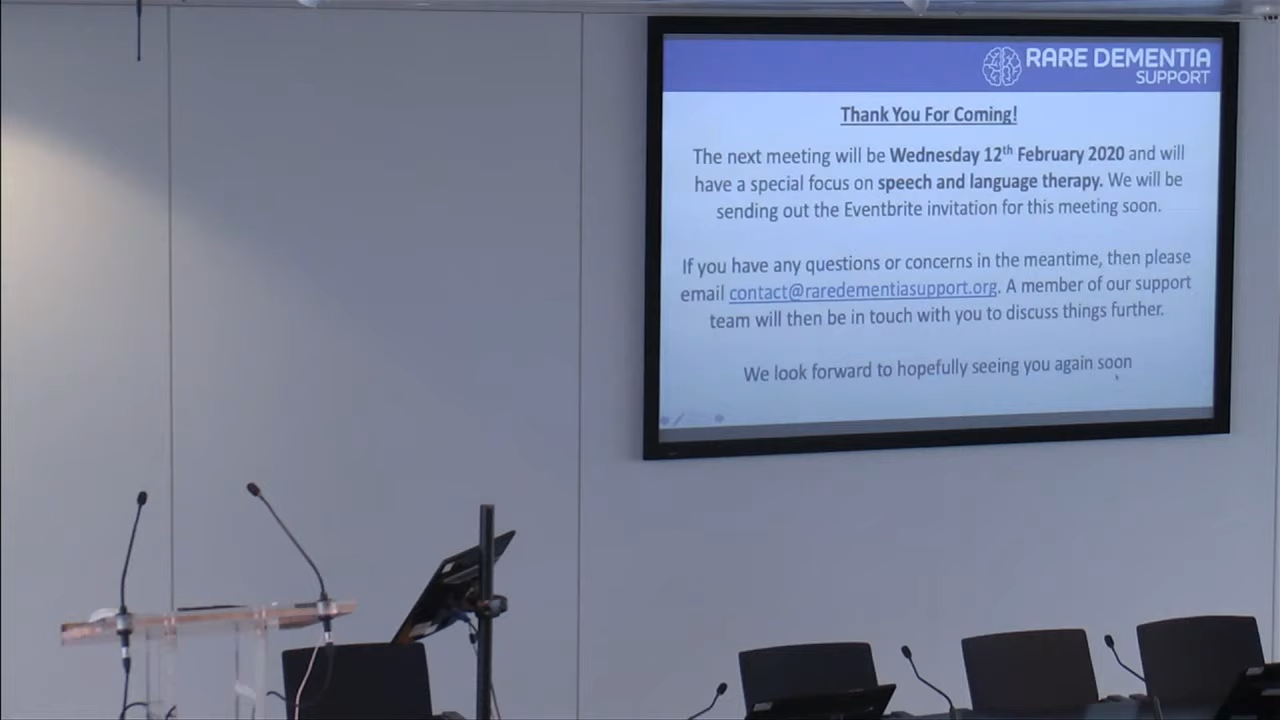 RARE DEMENTIA
SUPPORT
Thank You For Coming!
The next meeting will be Wednesday 12th February 2020 and will
have a special focus on speech and language therapy. We will be
sending out the Eventbrite invitation for this meeting soon.
If you have any questions or concerns in the meantime, then please
email contact@raredementiasupport.org. A member of our support
team will then be in touch with you to discuss things further.
We look forward to hopefully seeing you again soon